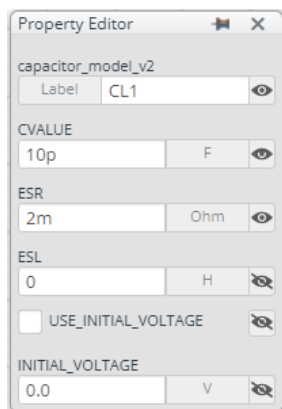 Property Editor
capacitor_model_v2
Label CL1
CVALUE
10p F
ESR
2m Ohm
ESL
0 H
USE_INITIAL_VOLTAGE
INITIAL_VOLTAGE
0.0 V